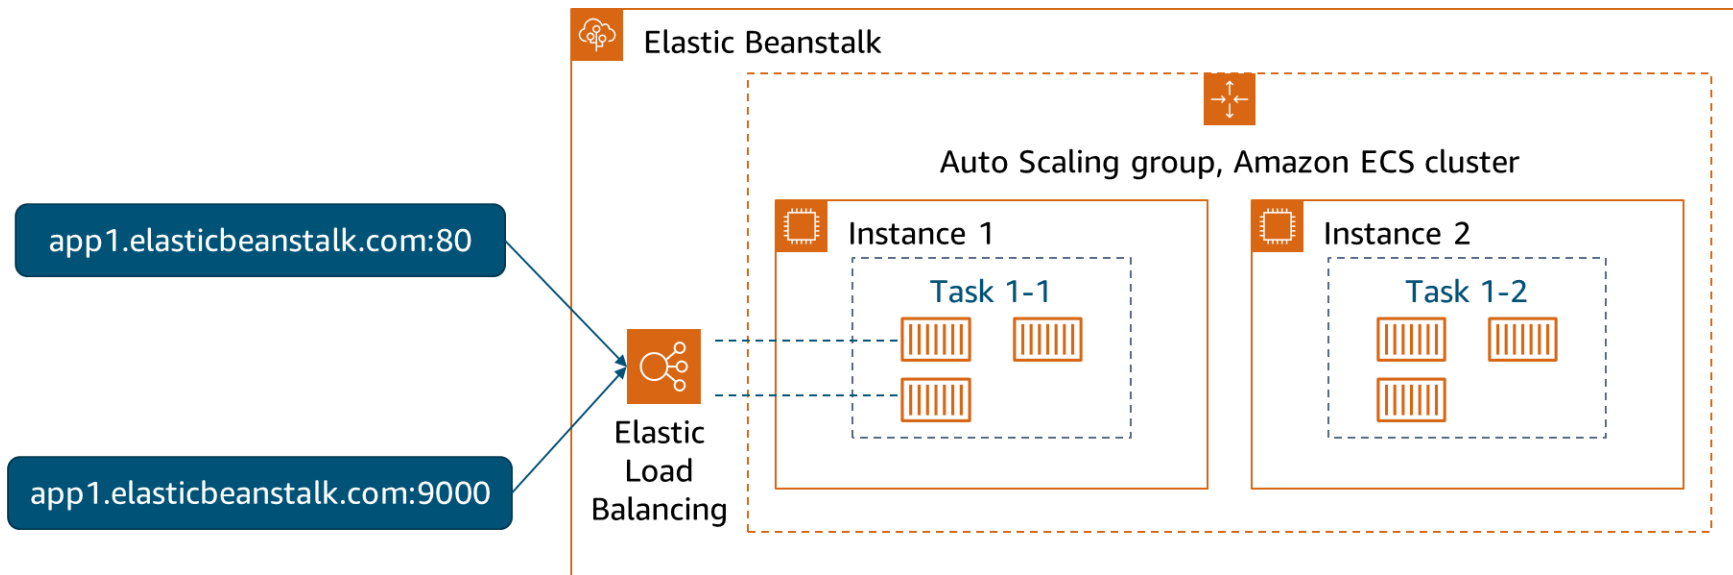 Elastic Beanstalk
Auto Scaling group, Amazon ECS cluster
app1.elasticbeanstalk.com:80
Instance 1
Instance 2
Task 1-1
Task 1-2
Elastic
Load
Balancing
app1.elasticbeanstalk.com:9000